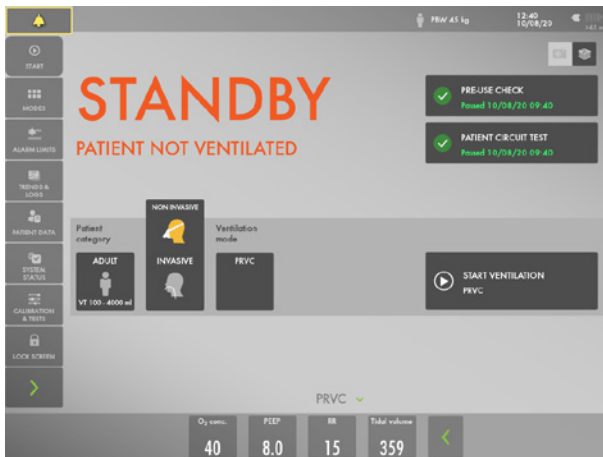 PBW 45 kg
12:40
10/08/20
START
MODES
ALARM LIMITS
TRENDS &
LOGS
PATIENT DATA
SYSTEM
STATUS
CALIBRATION
& TESTS
LOCK SCREEN
STANDBY
PATIENT NOT VENTILATED
PRE-USE CHECK
Passed 10/08/20 09:40
PATIENT CIRCUIT TEST
Passed 10/08/20 09:40
Patient
category
ADULT
VT 100 - 4000 ml
NON INVASIVE
INVASIVE
Ventilation
mode
PRVC
START VENTILATION
PRVC
PRVC
O₂ conc.
40
PEEP
8.0
RR
15
Tidal volume
359